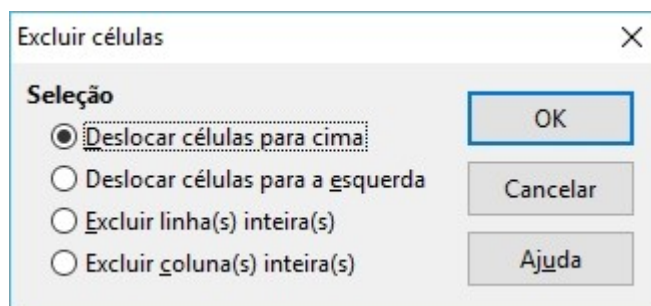 Excluir células
Seleção
Deslocar células para cima
Deslocar células para a esquerda
Excluir linha(s) inteira(s)
Excluir coluna(s) inteira(s)
OK
Cancelar
Ajuda